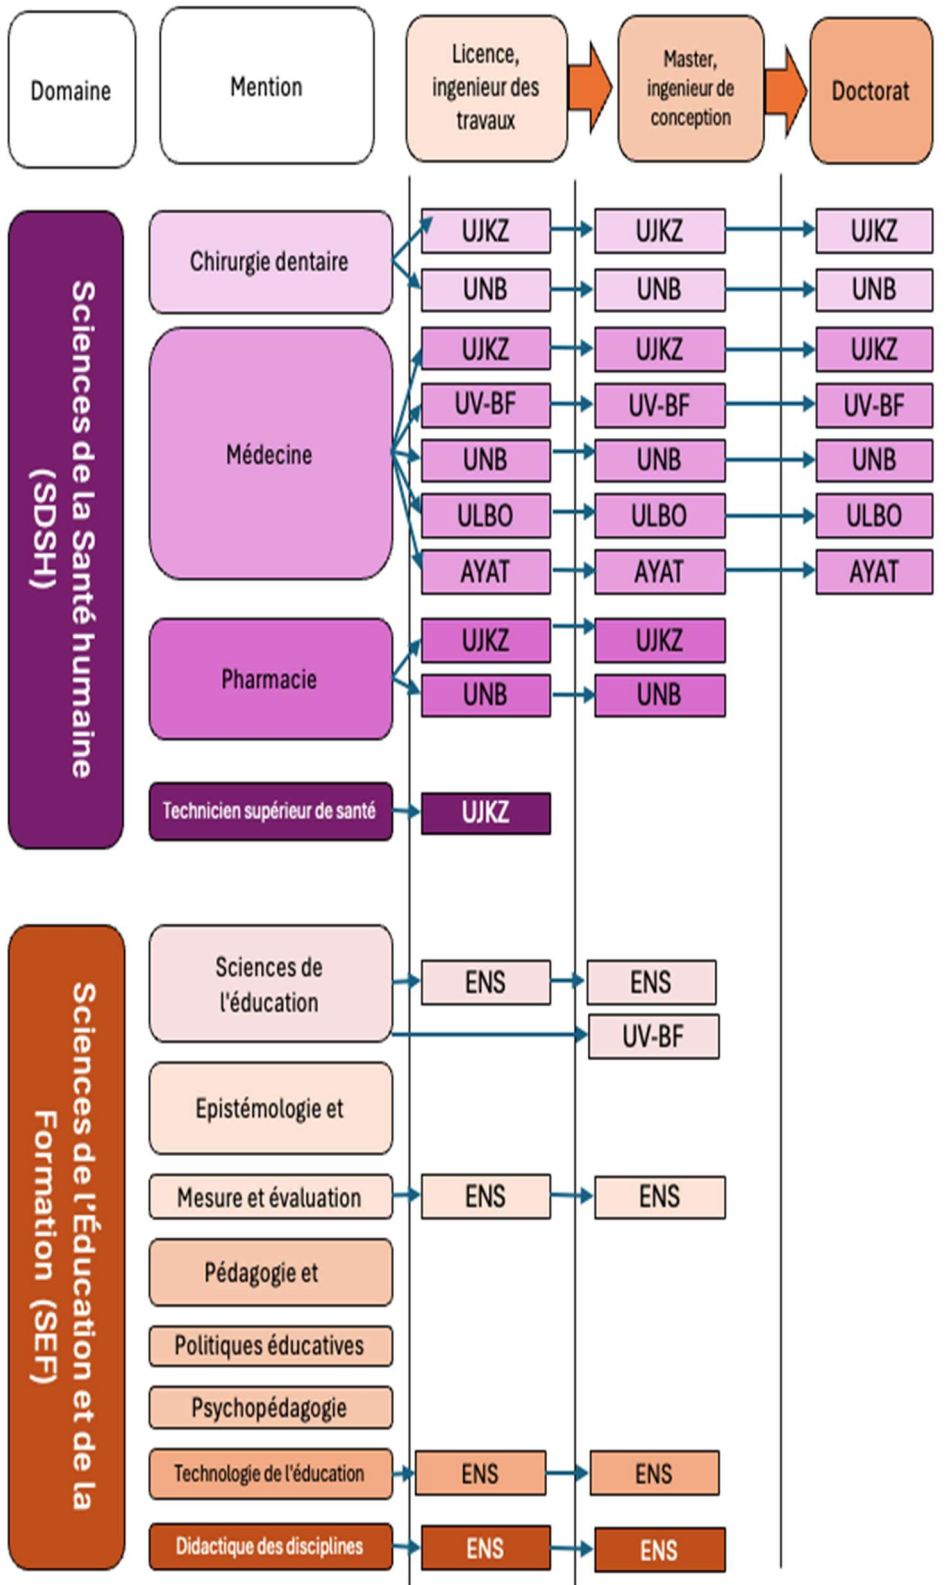 Domaine
Mention
Licence,
ingenieur des
travaux
Master,
ingenieur de
conception
Doctorat
Sciences de la Santé humaine
(SDSH)
Chirurgie dentaire
UJKZ
UJKZ
UJKZ
UNB
UNB
UNB
Médecine
UJKZ
UJKZ
UJKZ
UV-BF
UV-BF
UV-BF
UNB
UNB
UNB
ULBO
ULBO
ULBO
AYAT
AYAT
AYAT
Pharmacie
UJKZ
UJKZ
UNB
UNB
Technicien supérieur de santé
UJKZ
Sciences de l'Éducation et de la
Formation (SEF)
Sciences de
l'éducation
ENS
ENS
UV-BF
Epistémologie et
Mesure et évaluation
ENS
ENS
Pédagogie et
Politiques éducatives
Psychopédagogie
Technologie de l'éducation
ENS
ENS
Didactique des disciplines
ENS
ENS